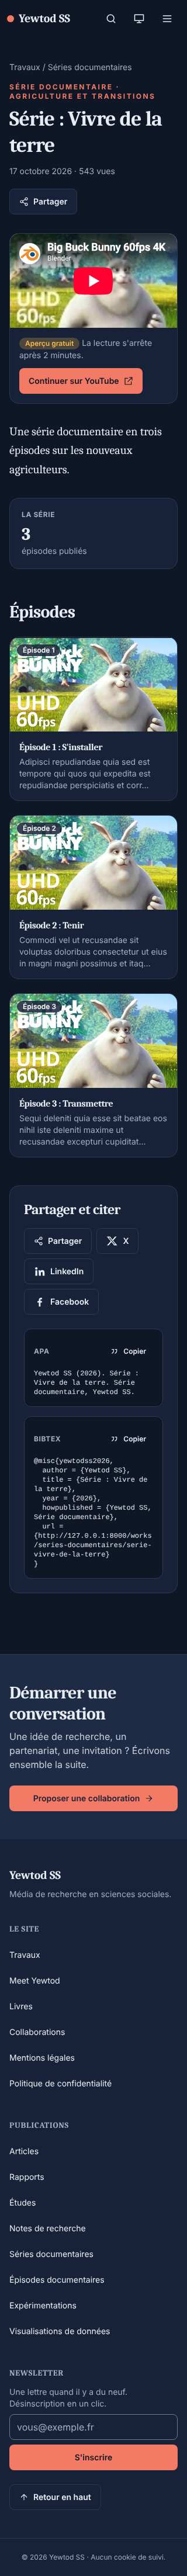 Yewtod SS
Travaux / Séries documentaires
SÉRIE DOCUMENTAIRE ·
AGRICULTURE ET TRANSITIONS
Série : Vivre de la
terre
17 octobre 2026 · 543 vues
Partager
Big Buck Bunny 60fps 4K
Blender
UHD
60fps
Aperçu gratuit La lecture s'arrête
après 2 minutes.
Continuer sur YouTube
Une série documentaire en trois
épisodes sur les nouveaux
agriculteurs.
LA SÉRIE
3
épisodes publiés
Épisodes
Épisode 1
BUNNY
UHD
60fps
Épisode 1 : S'installer
Adipisci repudiandae quia sed est
tempore quos quos qui expedita est
repudiandae perspiciatis et corr…
Épisode 2
BUNNY
UHD
60fps
Épisode 2 : Tenir
Commodi vel ut recusandae sit
voluptas dolores consectetur ut eius
in magni magni possimus et itaq…
Épisode 3
BUNNY
UHD
60fps
Épisode 3 : Transmettre
Sequi deleniti quia esse sit beatae eos
nihil iste deleniti maxime ut
recusandae excepturi cupiditat…
Partager et citer
Partager
X
LinkedIn
Facebook
APA
Copier
Yewtod SS (2026). Série :
Vivre de la terre. Série
documentaire, Yewtod SS.
BIBTEX
Copier
@misc{yewtodss2026,
author = {Yewtod SS},
title = {Série : Vivre de
la terre},
year = {2026},
howpublished = {Yewtod SS,
Série documentaire},
url =
{http://127.0.0.1:8000/works
/series-documentaires/serie-
vivre-de-la-terre}
}
Démarrer une
conversation
Une idée de recherche, un
partenariat, une invitation ? Écrivons
ensemble la suite.
Proposer une collaboration
Yewtod SS
Média de recherche en sciences sociales.
LE SITE
Travaux
Meet Yewtod
Livres
Collaborations
Mentions légales
Politique de confidentialité
PUBLICATIONS
Articles
Rapports
Études
Notes de recherche
Séries documentaires
Épisodes documentaires
Expérimentations
Visualisations de données
NEWSLETTER
Une lettre quand il y a du neuf.
Désinscription en un clic.
vous@exemple.fr
S'inscrire
Retour en haut
© 2026 Yewtod SS · Aucun cookie de suivi.